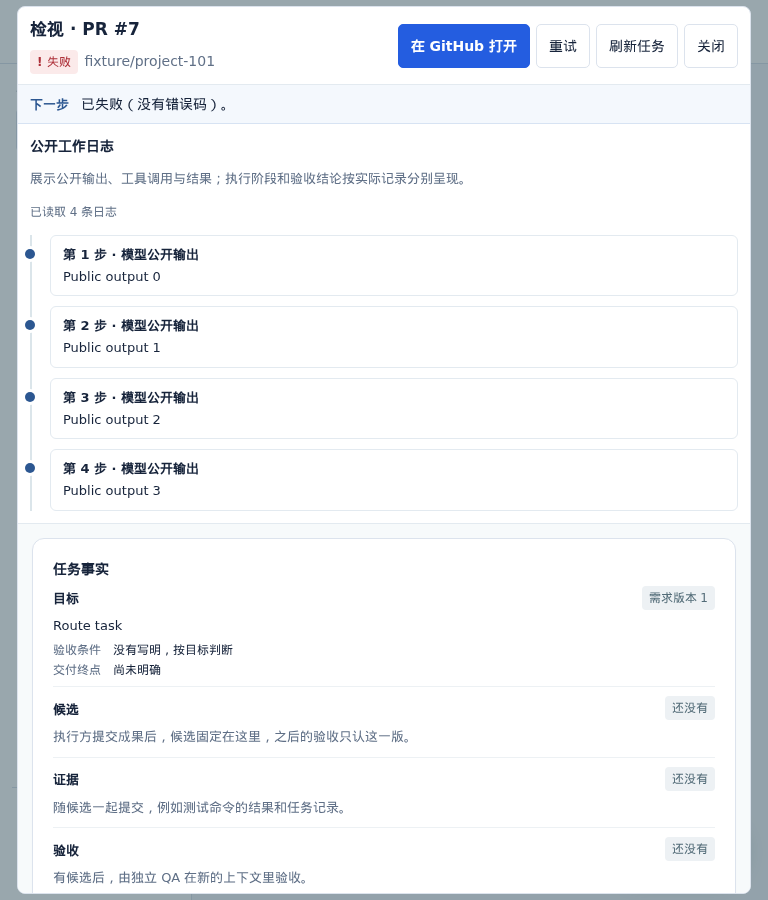 检视 · PR #7
! 失败 fixture/project-101
在 GitHub 打开 重试 刷新任务 关闭
下一步 已失败（没有错误码）。
公开工作日志
展示公开输出、工具调用与结果；执行阶段和验收结论按实际记录分别呈现。
已读取 4 条日志
第 1 步 · 模型公开输出
Public output 0
第 2 步 · 模型公开输出
Public output 1
第 3 步 · 模型公开输出
Public output 2
第 4 步 · 模型公开输出
Public output 3
任务事实
目标 需求版本 1
Route task
验收条件 没有写明，按目标判断
交付终点 尚未明确
候选 还没有
执行方提交成果后，候选固定在这里，之后的验收只认这一版。
证据 还没有
随候选一起提交，例如测试命令的结果和任务记录。
验收 还没有
有候选后，由独立 QA 在新的上下文里验收。